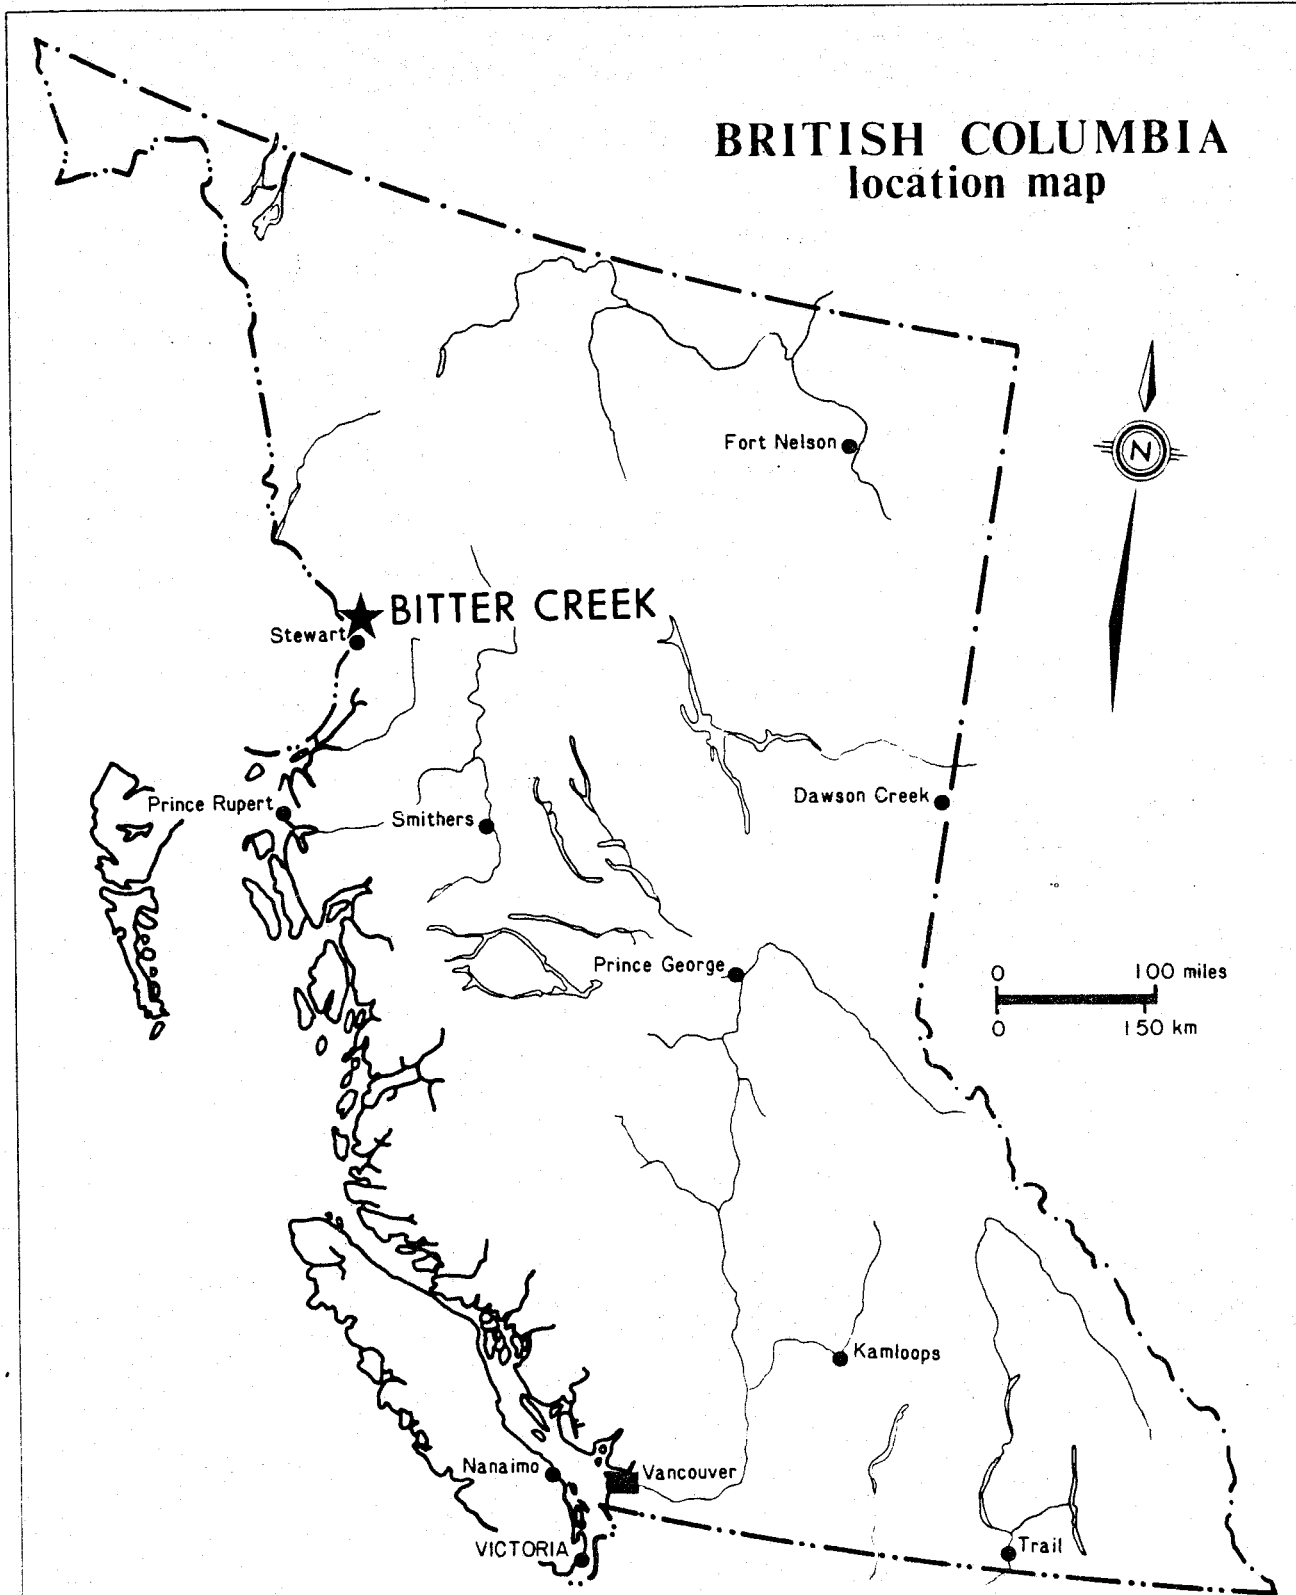 BRITISH COLUMBIA
location map
Fort Nelson
N
BITTER CREEK
Stewart
Prince Rupert
Smithers
Dawson Creek
Prince George
0 100 miles
0 150 km
Kamloops
Nanaimo
Vancouver
VICTORIA
Trail